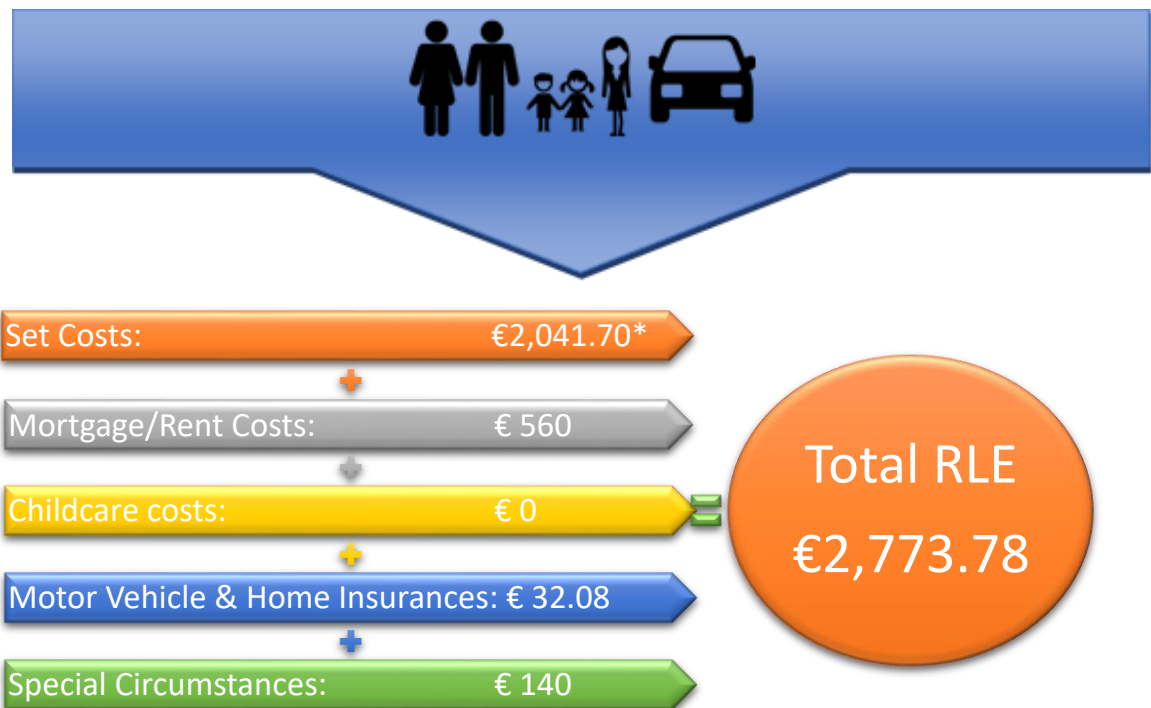 Set Costs: €2,041.70*
Mortgage/Rent Costs: € 560
Childcare costs: € 0
Motor Vehicle & Home Insurances: € 32.08
Special Circumstances: € 140
Total RLE
€2,773.78